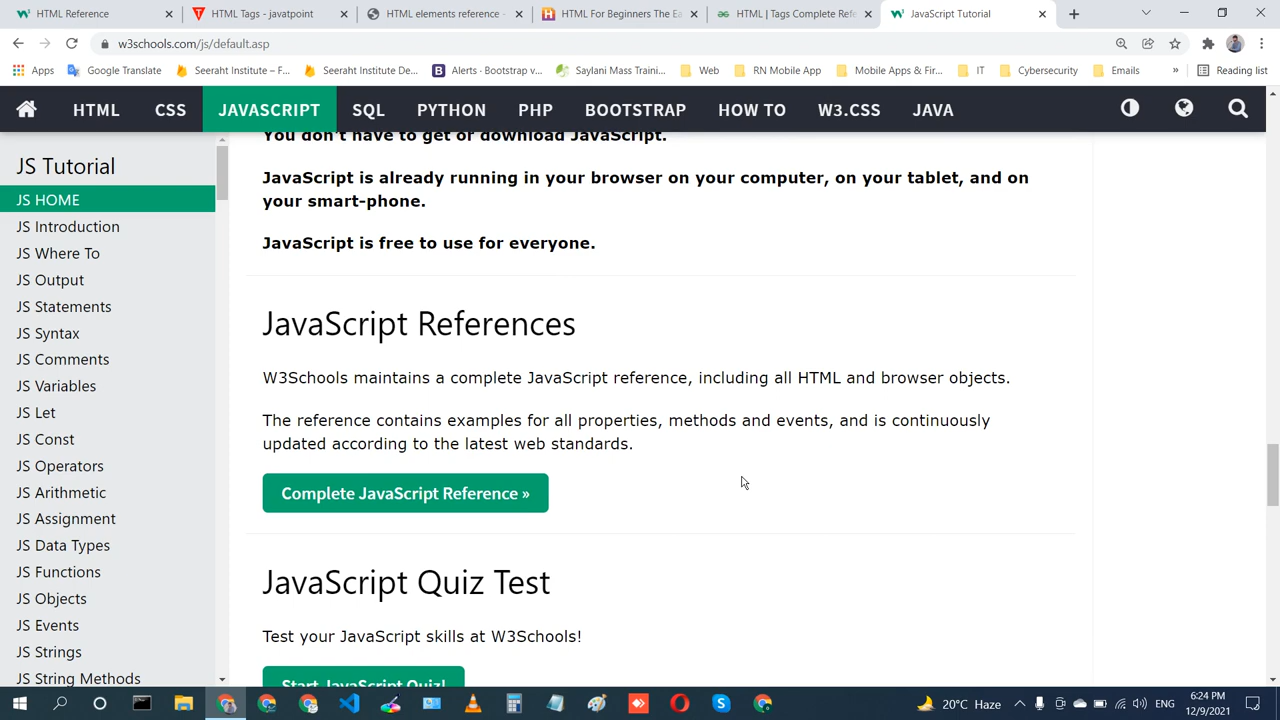 HTML Reference
HTML Tags - javatpoint
HTML elements reference -
HTML For Beginners The Ea
HTML | Tags Complete Refe
JavaScript Tutorial
w3schools.com/js/default.asp
Apps
Google Translate
Seeraht Institute – F...
Seeraht Institute De...
Alerts · Bootstrap v...
Saylani Mass Traini...
Web
RN Mobile App
Mobile Apps & Fir...
IT
Cybersecurity
Emails
»
Reading list
HTML
CSS
JAVASCRIPT
SQL
PYTHON
PHP
BOOTSTRAP
HOW TO
W3.CSS
JAVA
JS Tutorial
JS HOME
JS Introduction
JS Where To
JS Output
JS Statements
JS Syntax
JS Comments
JS Variables
JS Let
JS Const
JS Operators
JS Arithmetic
JS Assignment
JS Data Types
JS Functions
JS Objects
JS Events
JS Strings
JS String Methods
You don't have to get or download JavaScript.
JavaScript is already running in your browser on your computer, on your tablet, and on
your smart-phone.
JavaScript is free to use for everyone.
JavaScript References
W3Schools maintains a complete JavaScript reference, including all HTML and browser objects.
The reference contains examples for all properties, methods and events, and is continuously
updated according to the latest web standards.
Complete JavaScript Reference »
JavaScript Quiz Test
Test your JavaScript skills at W3Schools!
Start JavaScript Quiz!
20°C Haze
ENG
6:24 PM
12/9/2021